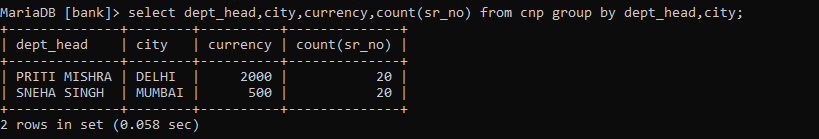 MariaDB [bank]> select dept_head,city,currency,count(sr_no) from cnp group by dept_head,city;
+--------------+--------+----------+--------------+
| dept_head    | city   | currency | count(sr_no) |
+--------------+--------+----------+--------------+
| PRITI MISHRA | DELHI  |     2000 |           20 |
| SNEHA SINGH  | MUMBAI |      500 |           20 |
+--------------+--------+----------+--------------+
2 rows in set (0.058 sec)